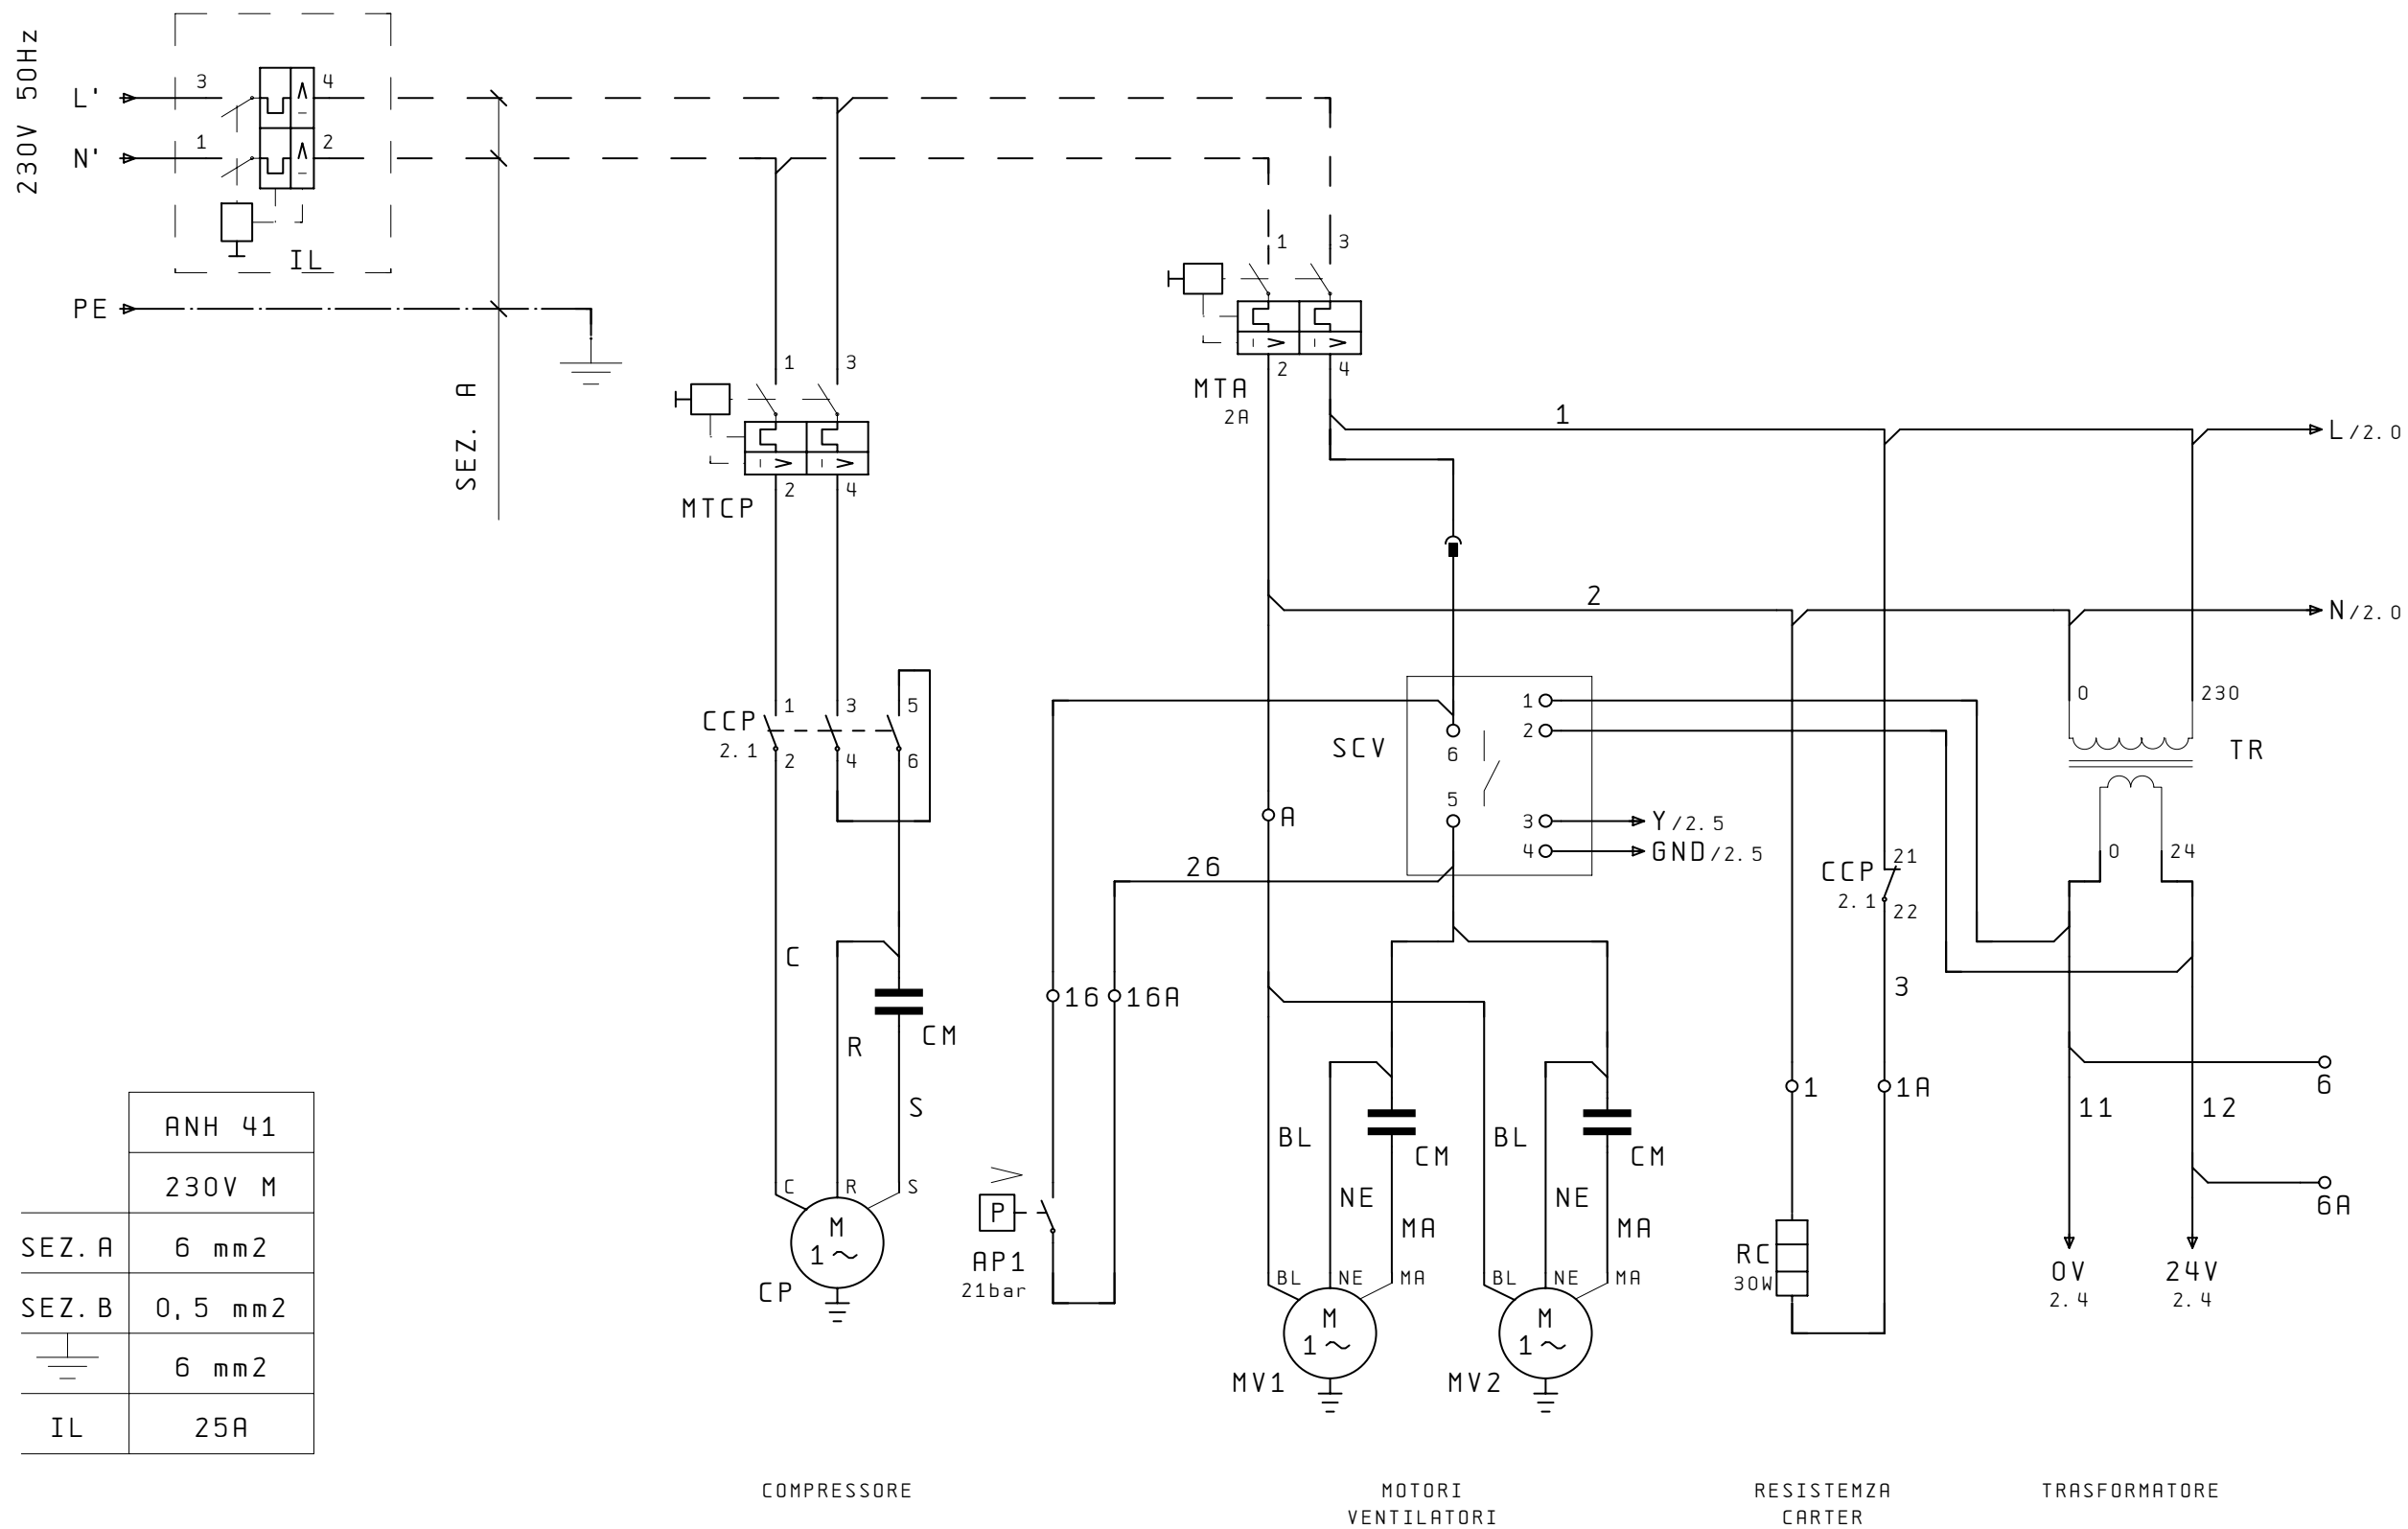 230V 50Hz
L'
3
4
N'
1
2
IL
PE
SEZ. A
1
3
MTCP
2
4
1
3
MTA
2A
2
4
1
L/2.0
2
N/2.0
CCP
2.1
1
3
5
2
4
6
SCV
6
5
1
2
3
4
Y/2.5
GND/2.5
0
230
TR
0
24
A
26
CCP
2.1
21
22
3
C
R
S
CM
16
16A
C
R
S
M
1~
CP
P
AP1
21bar
BL
NE
MA
CM
BL
NE
MA
CM
BL
NE
MA
BL
NE
MA
M
1~
MV1
M
1~
MV2
1
1A
RC
30W
11
12
6
6A
0V
2.4
24V
2.4
ANH 41
230V M
SEZ. A 6 mm2
SEZ. B 0,5 mm2
6 mm2
IL 25A
COMPRESSORE
MOTORI
VENTILATORI
RESISTEMZA
CARTER
TRASFORMATORE